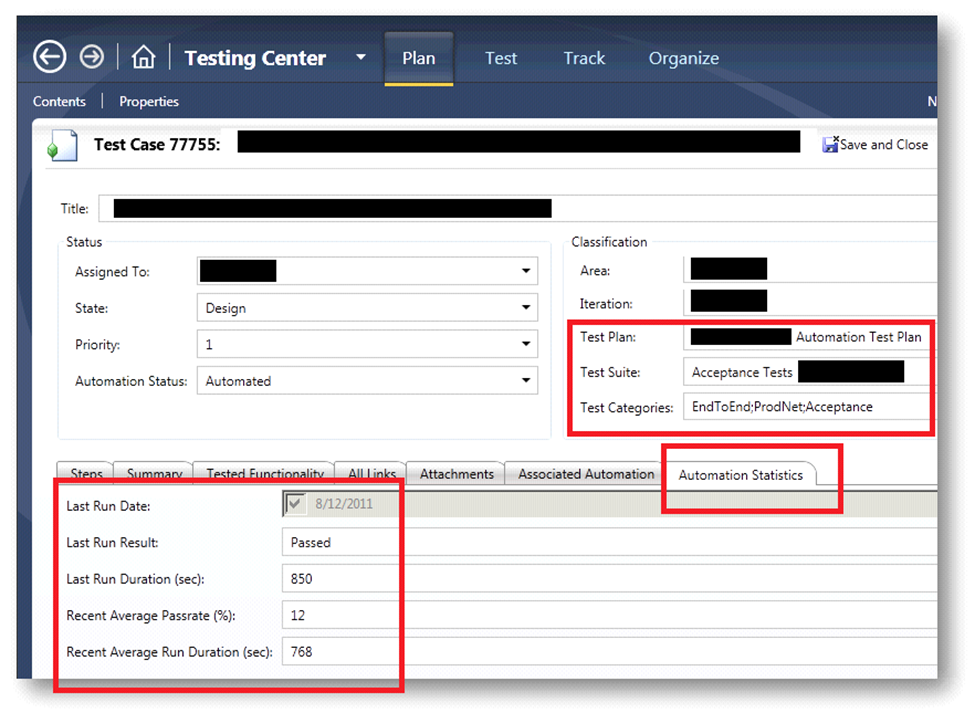 Testing Center Plan Test Track Organize
Contents Properties N
Test Case 77755: Save and Close
Title:
Status
Assigned To:
State: Design
Priority: 1
Automation Status: Automated
Classification
Area:
Iteration:
Test Plan: Automation Test Plan
Test Suite: Acceptance Tests
Test Categories: EndToEnd;ProdNet;Acceptance
Steps Summary Tested Functionality All Links Attachments Associated Automation Automation Statistics
Last Run Date: 8/12/2011
Last Run Result: Passed
Last Run Duration (sec): 850
Recent Average Passrate (%): 12
Recent Average Run Duration (sec): 768